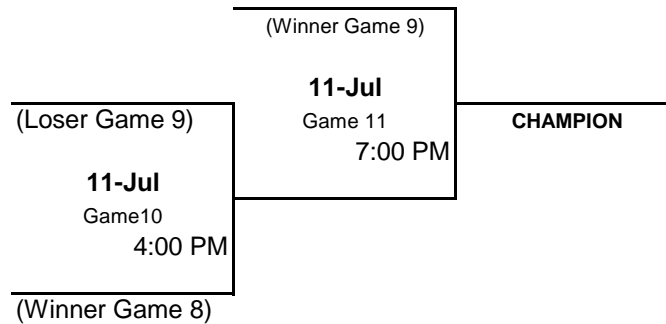 (Winner Game 9)
11-Jul
(Loser Game 9)
Game 11
CHAMPION
7:00 PM
11-Jul
Game10
4:00 PM
(Winner Game 8)